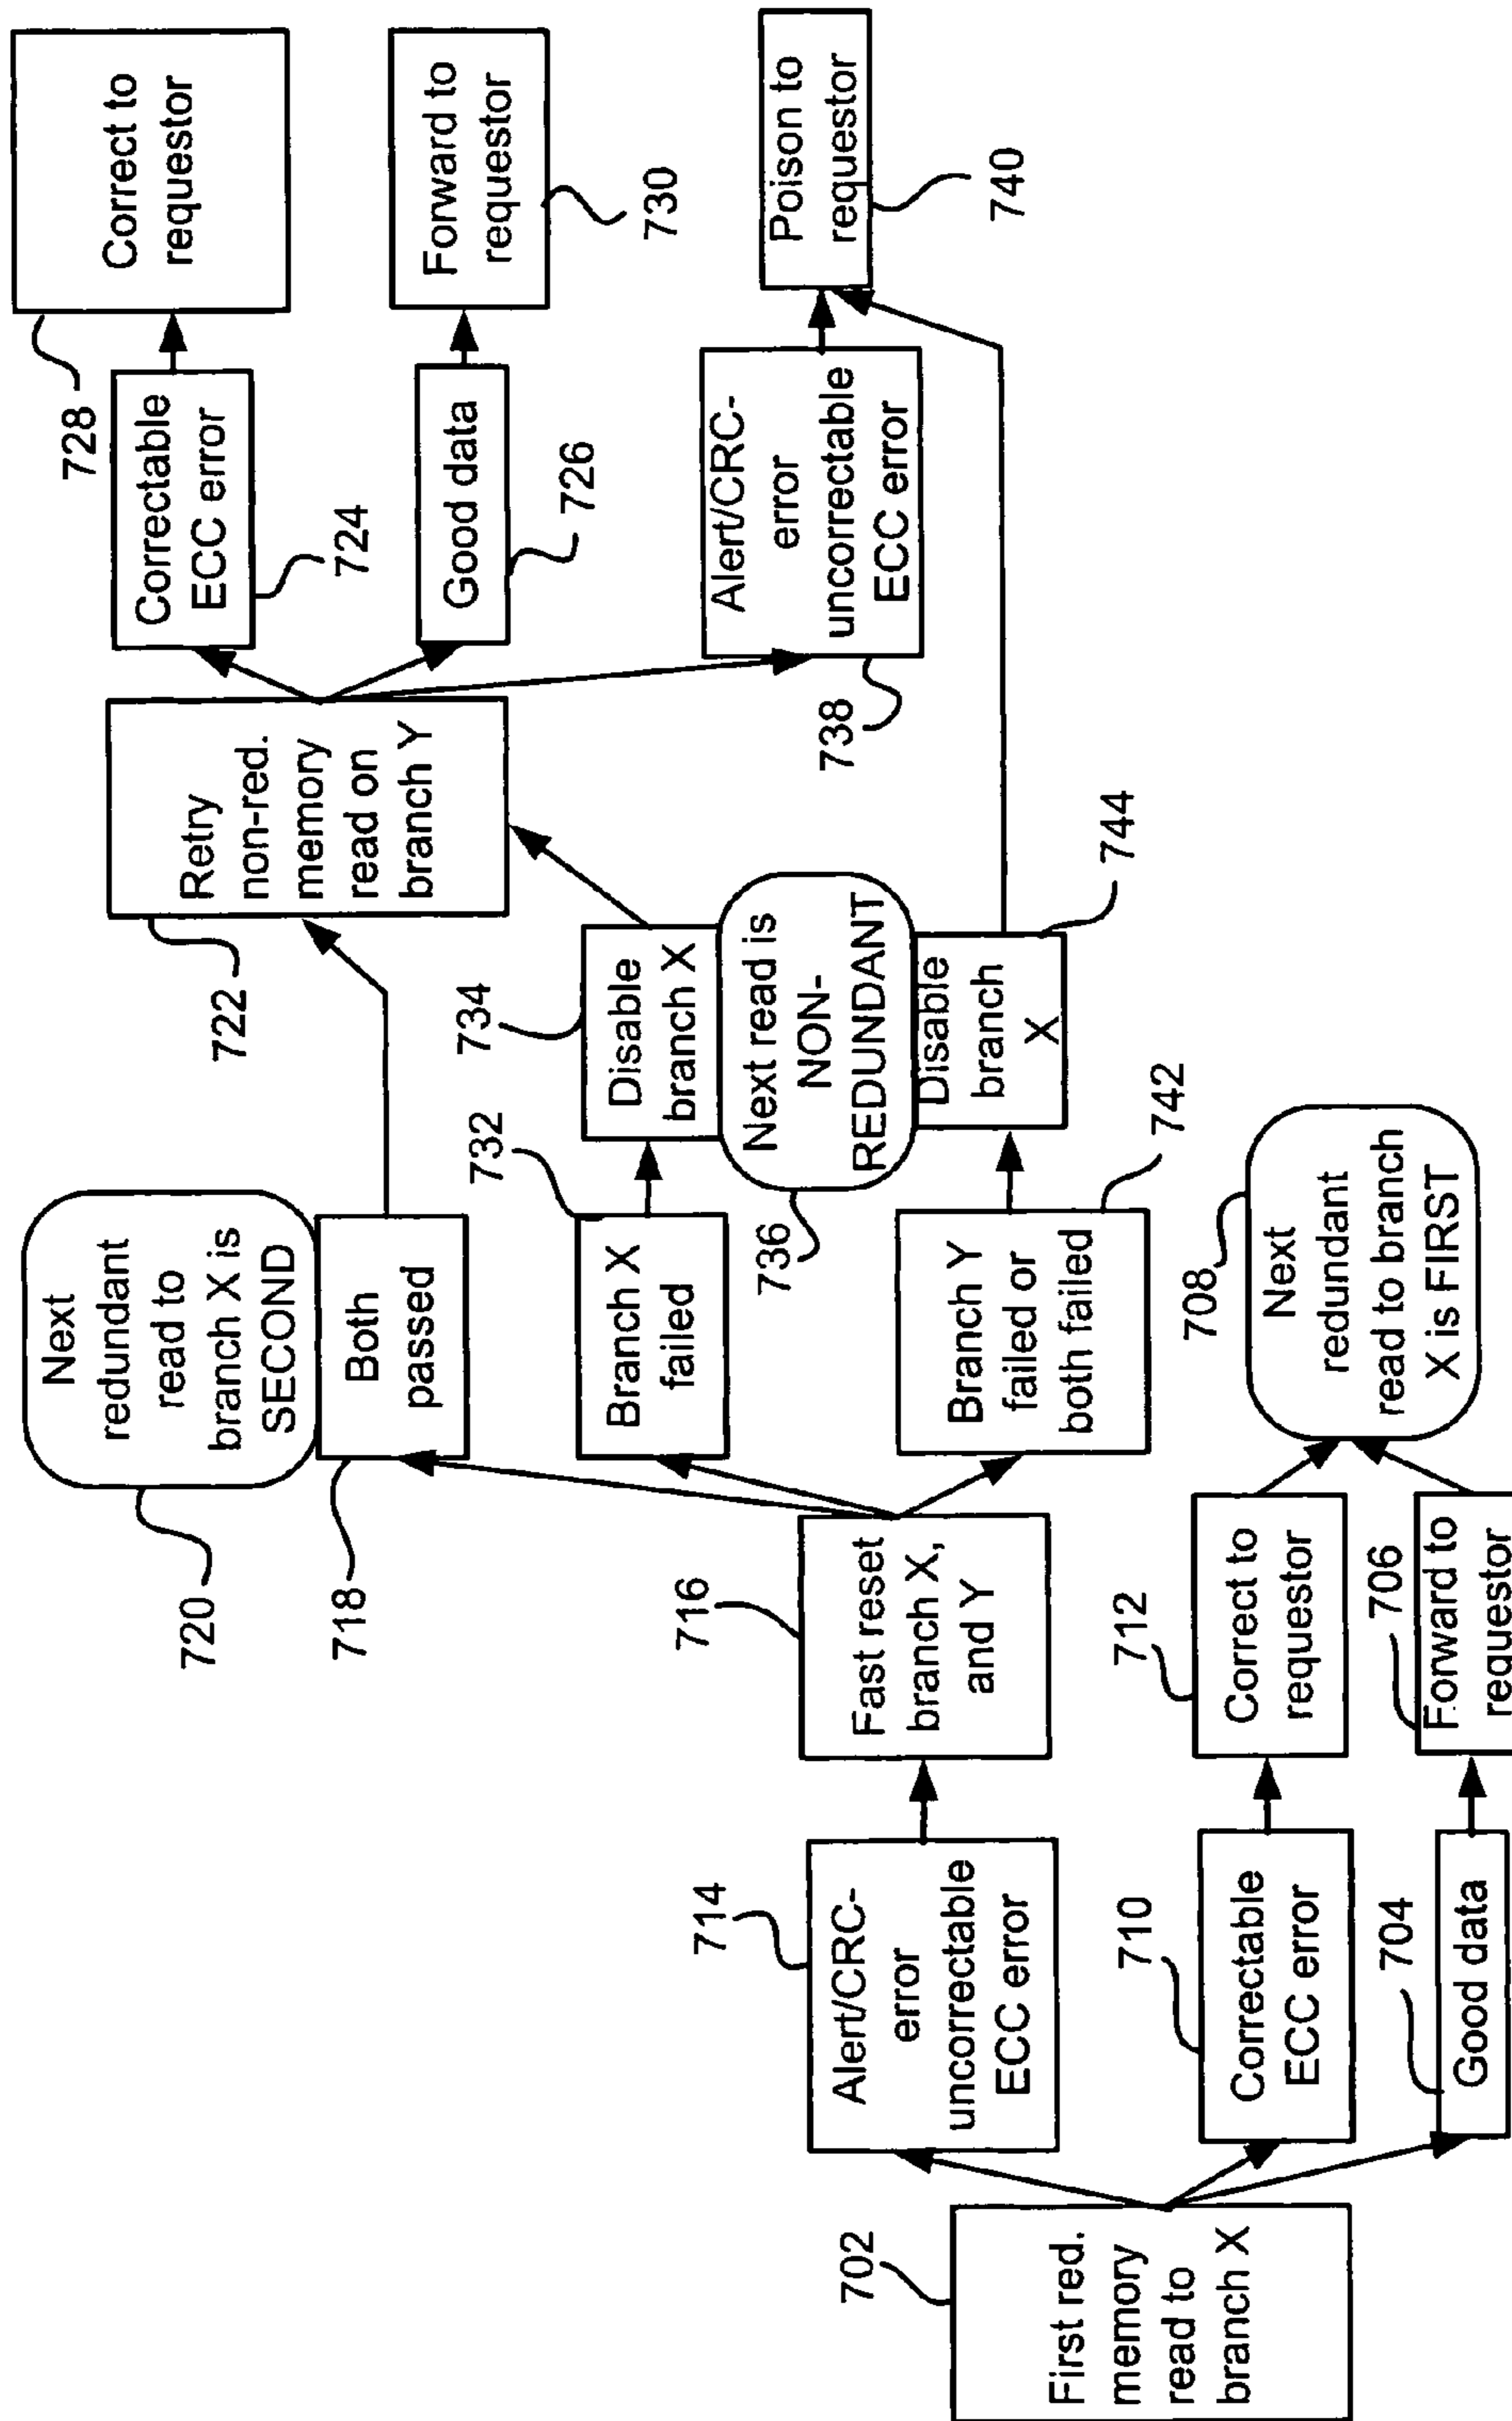 First red.
memory
read to
branch X
702
Alert/CRC-
error
uncorrectable
ECC error
714
Correctable
ECC error
710
Good data
704
Fast reset
branch X,
and Y
716
Correct to
requestor
712
Forward to
requestor
706
Next
redundant
read to
branch X is
SECOND
720
Both
passed
718
Branch X
failed
732
Branch Y
failed or
both failed
742
Next
redundant
read to branch
X is FIRST
708
Disable
branch X
734
Next read is
NON-
REDUNDANT
736
Disable
branch
X
744
Retry
non-red.
memory
read on
branch Y
722
Correctable
ECC error
724
Good data
726
Alert/CRC-
error
uncorrectable
ECC error
738
Correct to
requestor
728
Forward to
requestor
730
Poison to
requestor
740